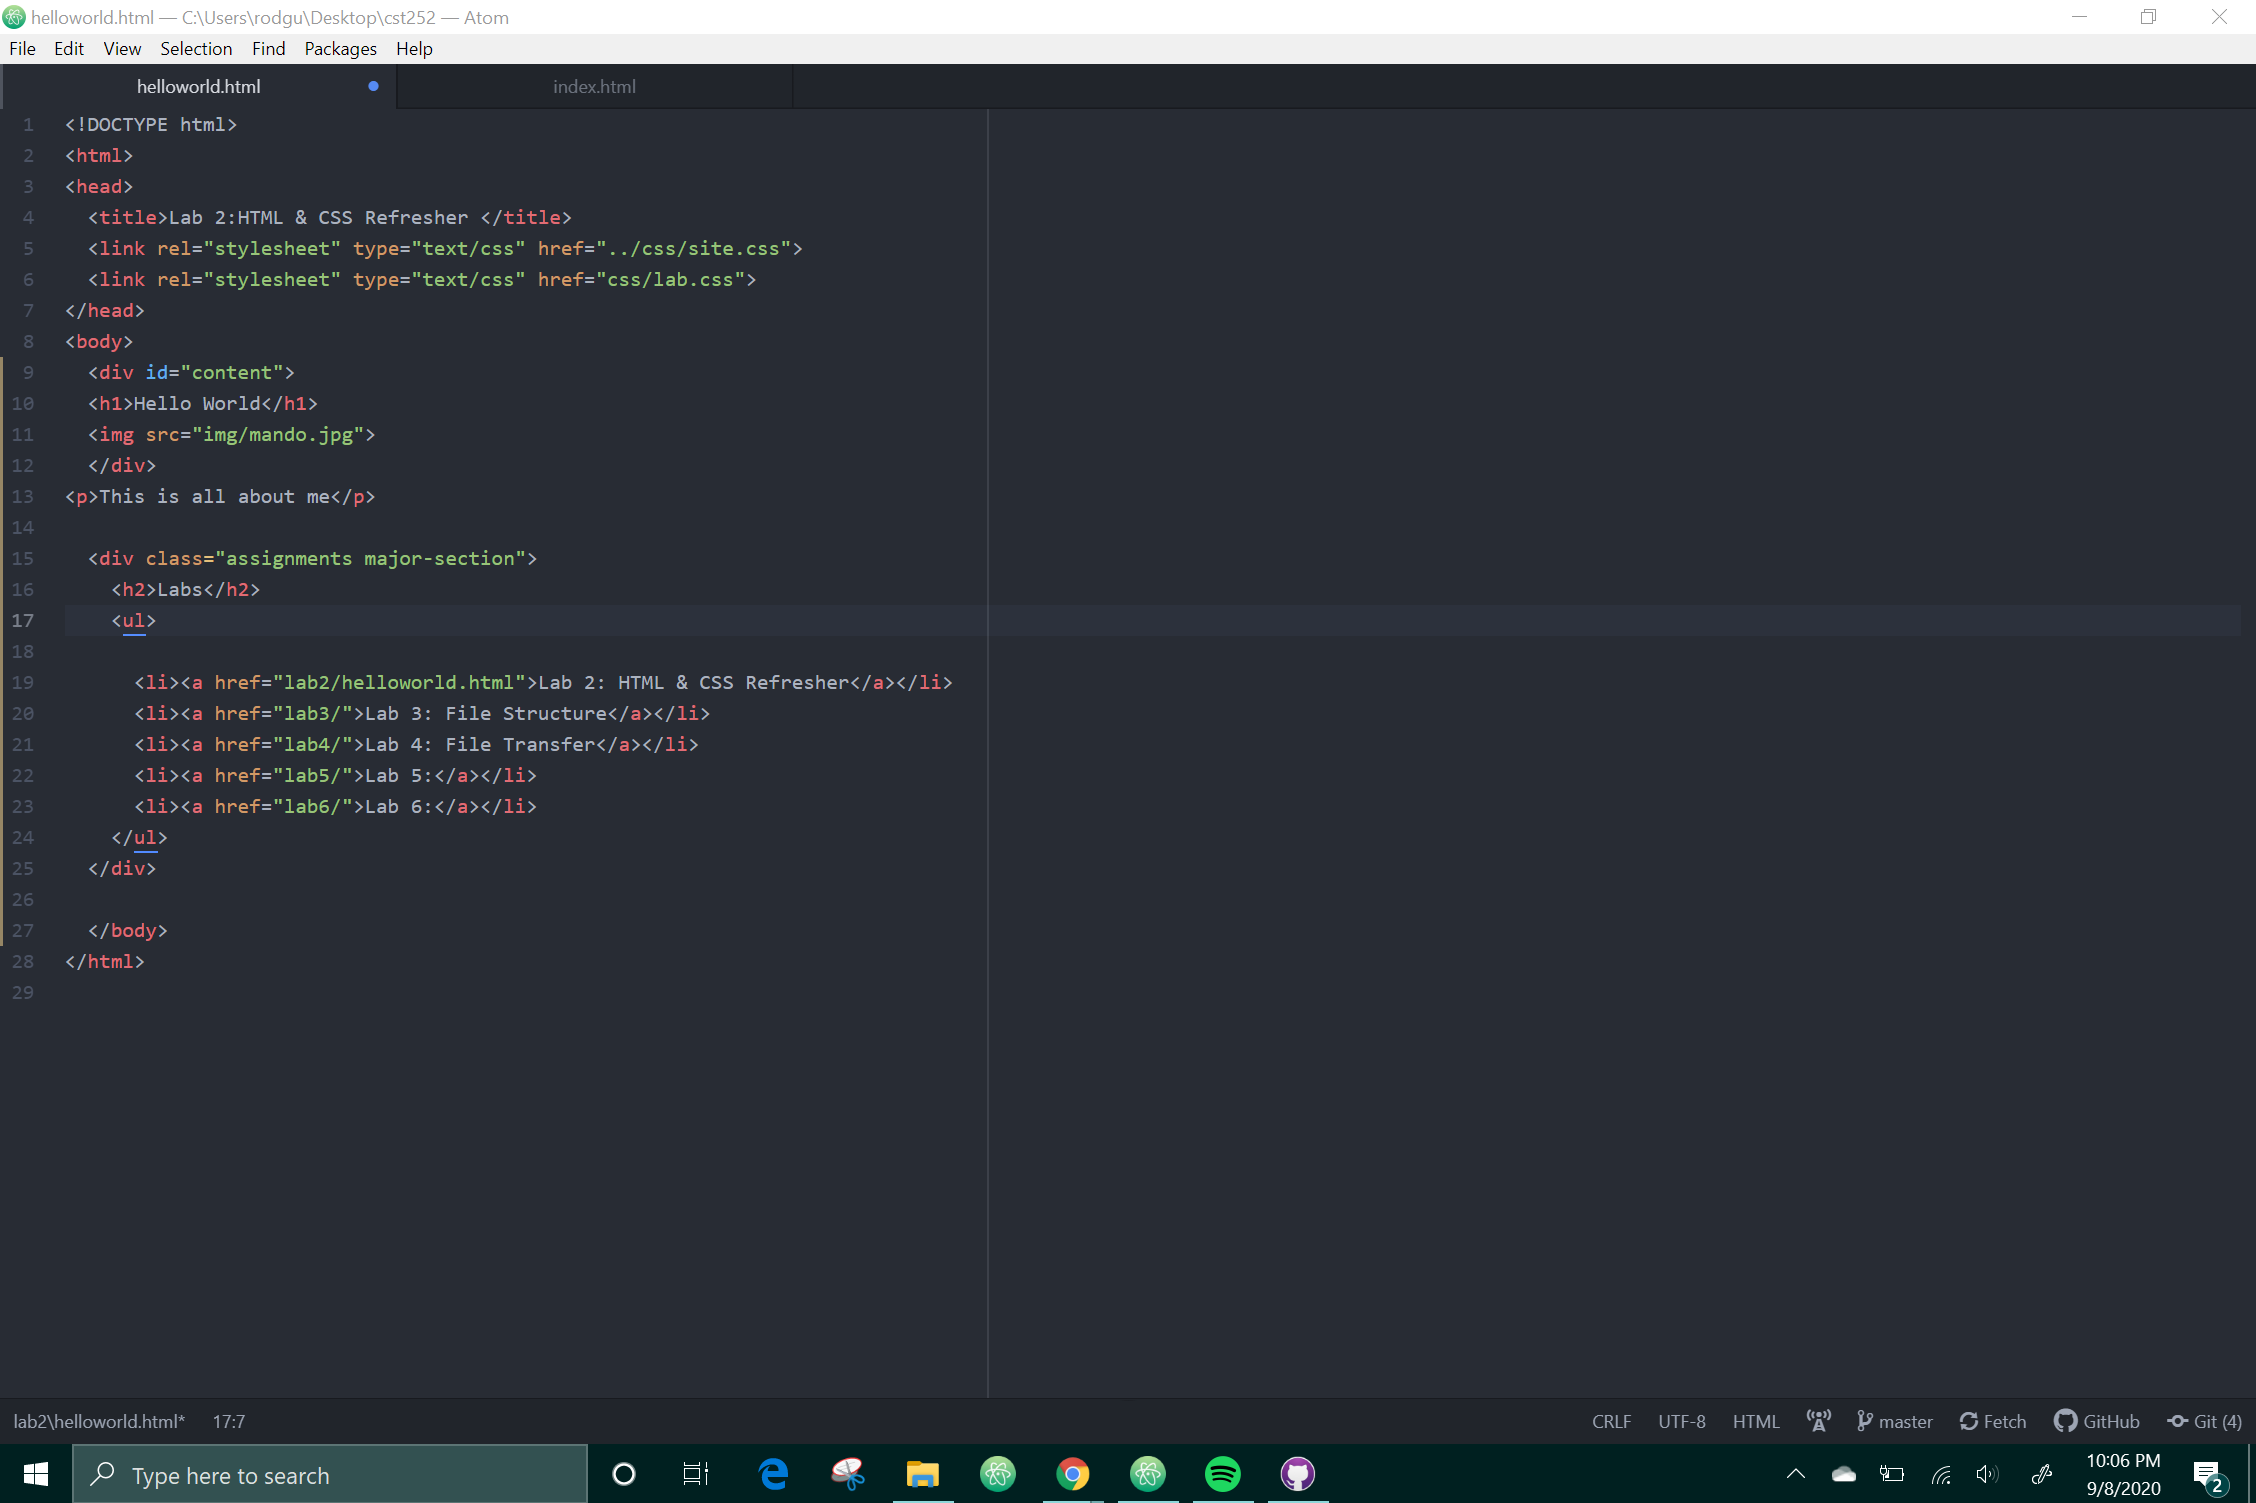 helloworld.html — C:\Users\rodgu\Desktop\cst252 — Atom
File Edit View Selection Find Packages Help
helloworld.html index.html
1 <!DOCTYPE html>
2 <html>
3 <head>
4   <title>Lab 2:HTML & CSS Refresher </title>
5   <link rel="stylesheet" type="text/css" href="../css/site.css">
6   <link rel="stylesheet" type="text/css" href="css/lab.css">
7 </head>
8 <body>
9   <div id="content">
10   <h1>Hello World</h1>
11   <img src="img/mando.jpg">
12   </div>
13 <p>This is all about me</p>
14
15   <div class="assignments major-section">
16     <h2>Labs</h2>
17     <ul>
18
19       <li><a href="lab2/helloworld.html">Lab 2: HTML & CSS Refresher</a></li>
20       <li><a href="lab3/">Lab 3: File Structure</a></li>
21       <li><a href="lab4/">Lab 4: File Transfer</a></li>
22       <li><a href="lab5/">Lab 5:</a></li>
23       <li><a href="lab6/">Lab 6:</a></li>
24     </ul>
25   </div>
26
27   </body>
28 </html>
29
lab2\helloworld.html* 17:7 CRLF UTF-8 HTML master Fetch GitHub Git (4)
Type here to search
10:06 PM
9/8/2020
2